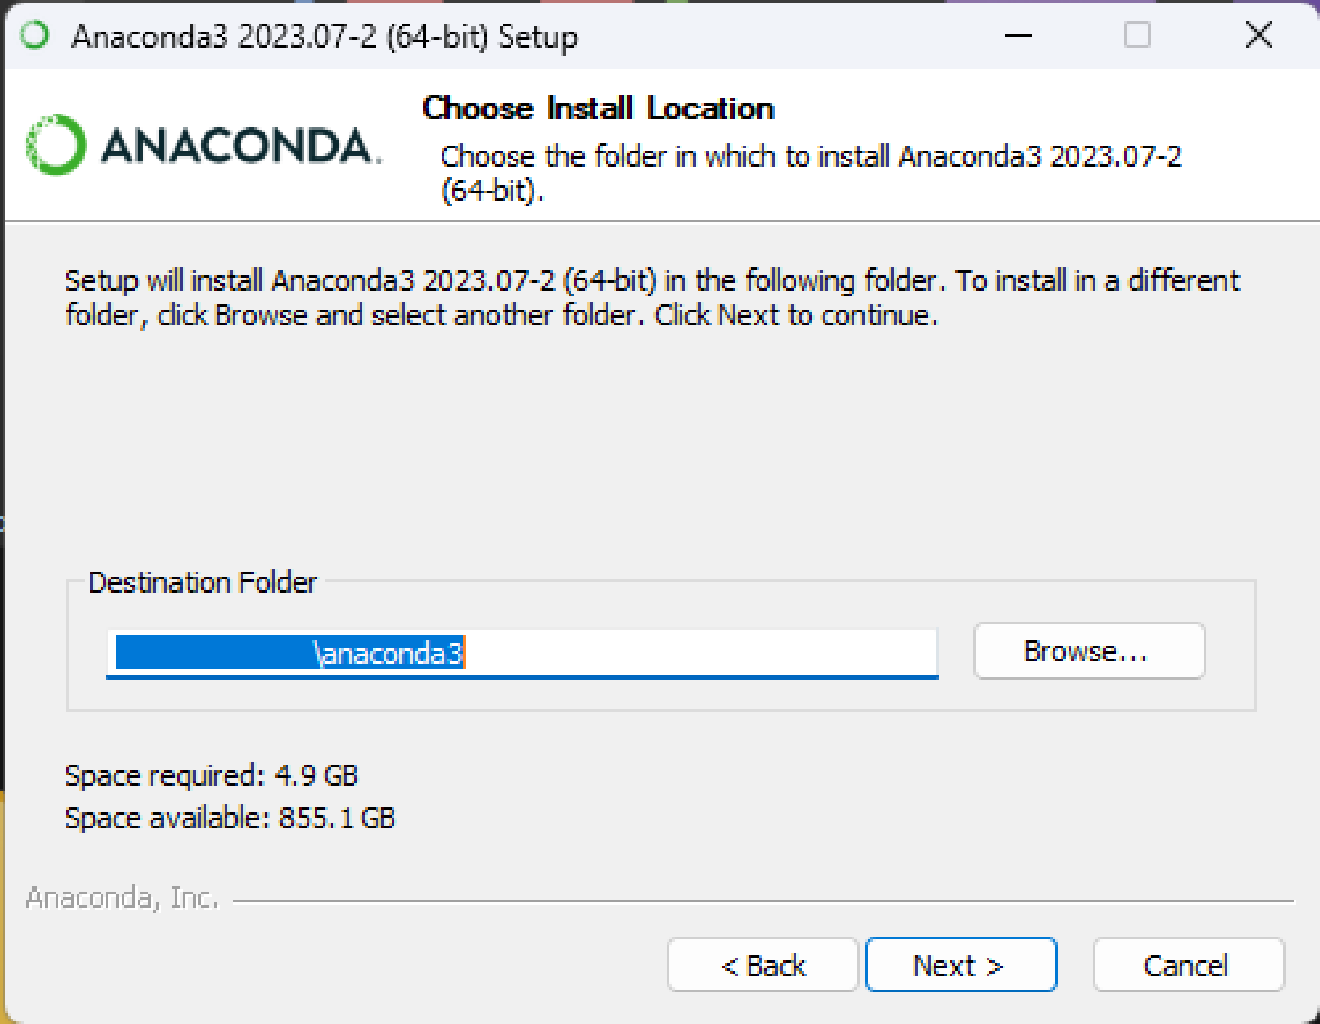 Anaconda3 2023.07-2 (64-bit) Setup
ANACONDA.
Choose Install Location
Choose the folder in which to install Anaconda3 2023.07-2
(64-bit).
Setup will install Anaconda3 2023.07-2 (64-bit) in the following folder. To install in a different
folder, click Browse and select another folder. Click Next to continue.
Destination Folder
\anaconda3
Browse...
Space required: 4.9 GB
Space available: 855.1 GB
Anaconda, Inc.
< Back
Next >
Cancel